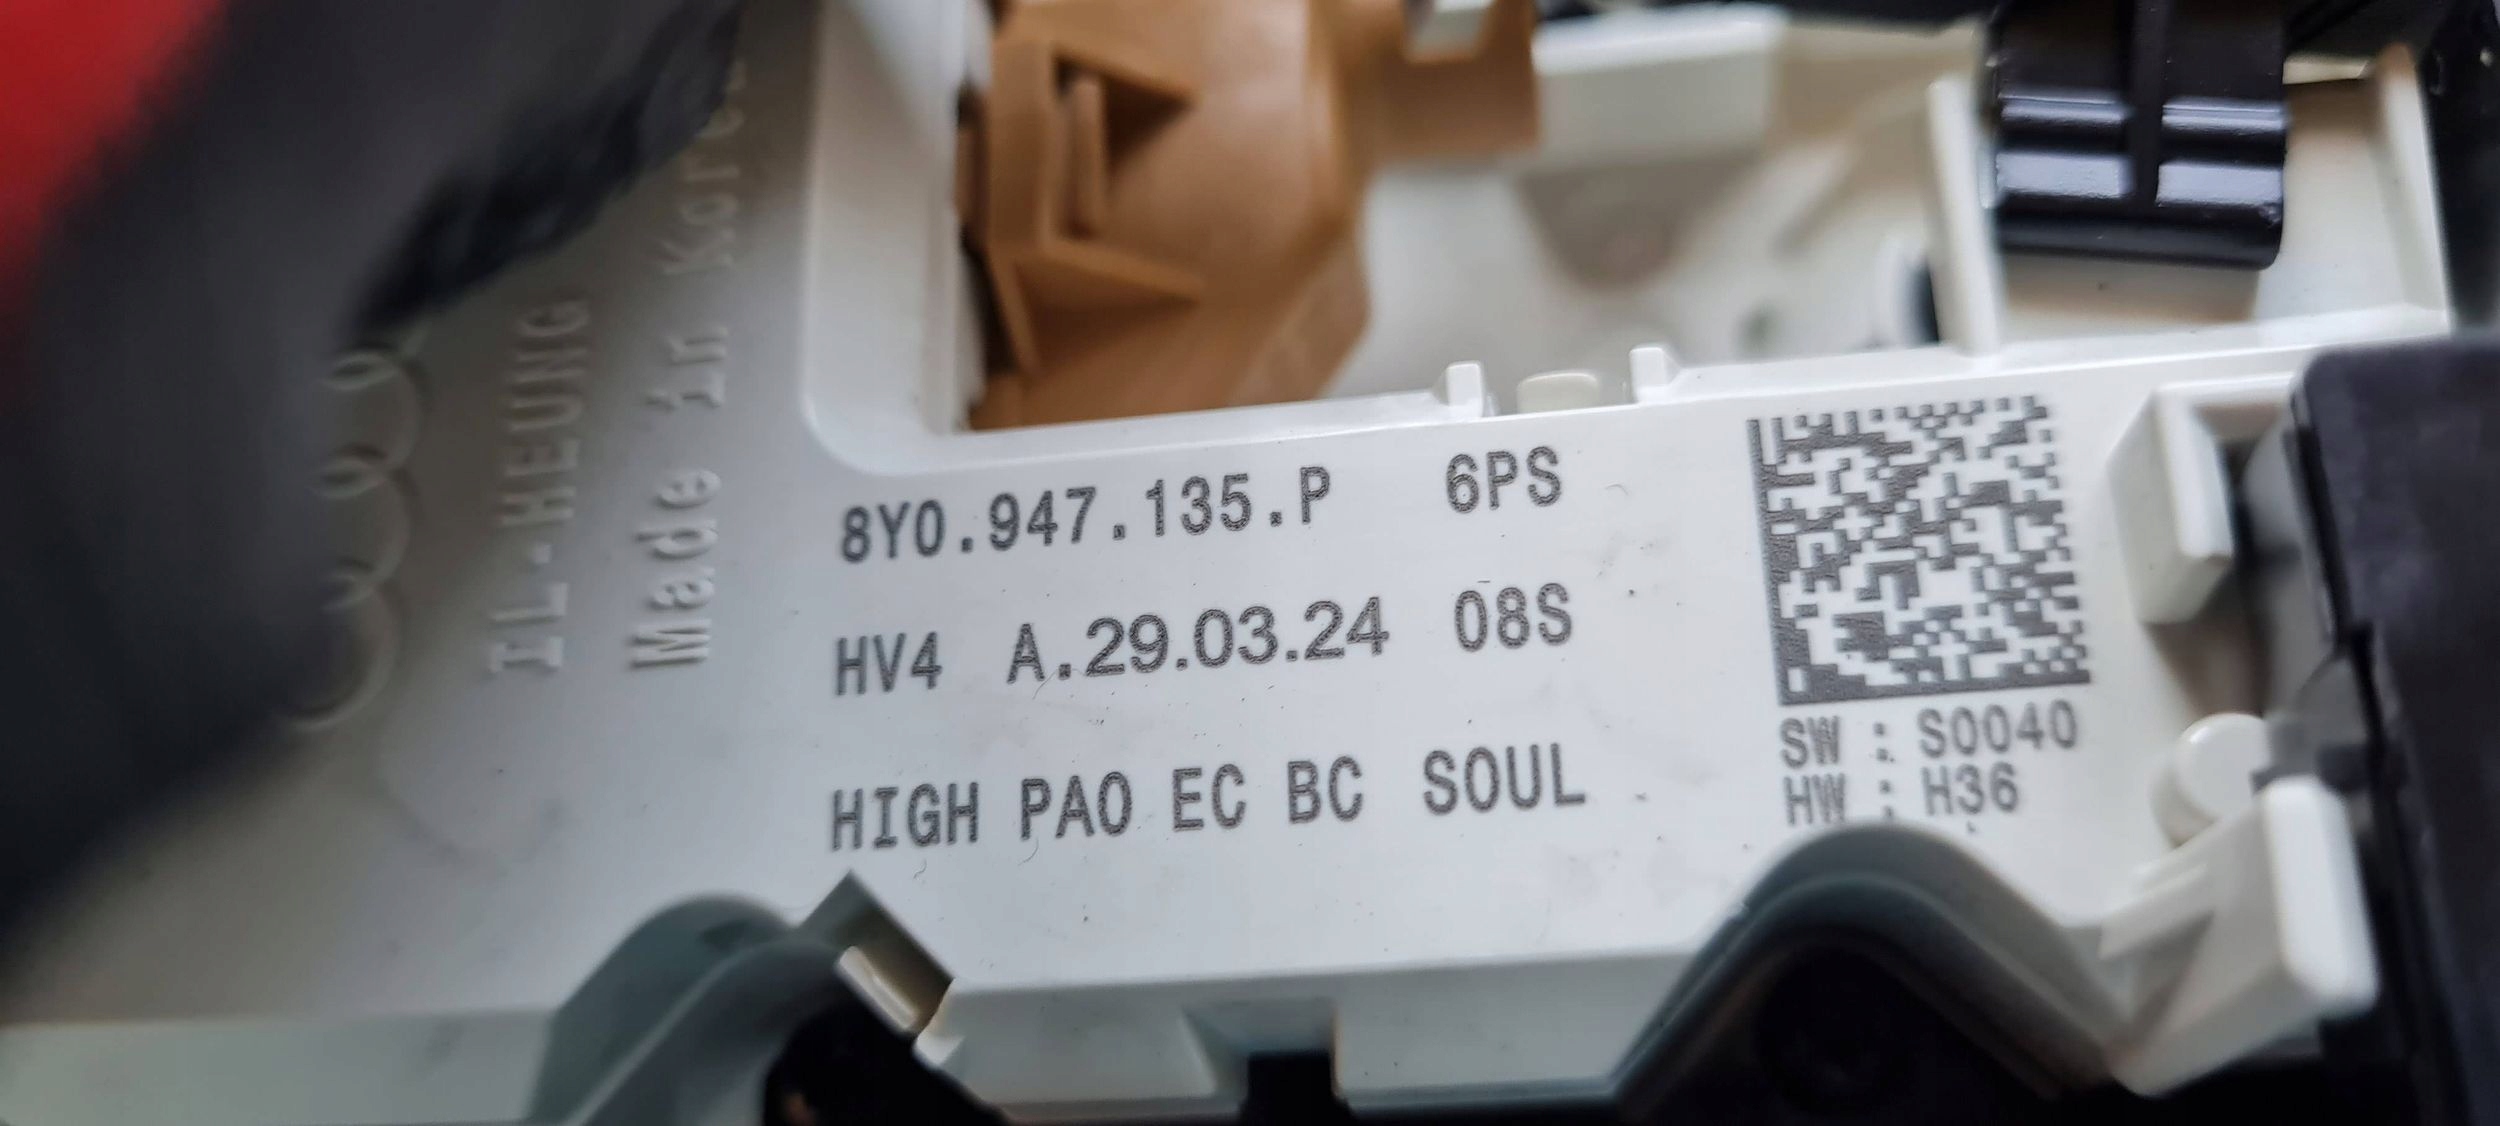 IL-HEUNG
Made in Korea
8Y0.947.135.P 6PS
HV4 A.29.03.24 08S
HIGH PA0 EC BC SOUL
SW : S0040
HW : H36